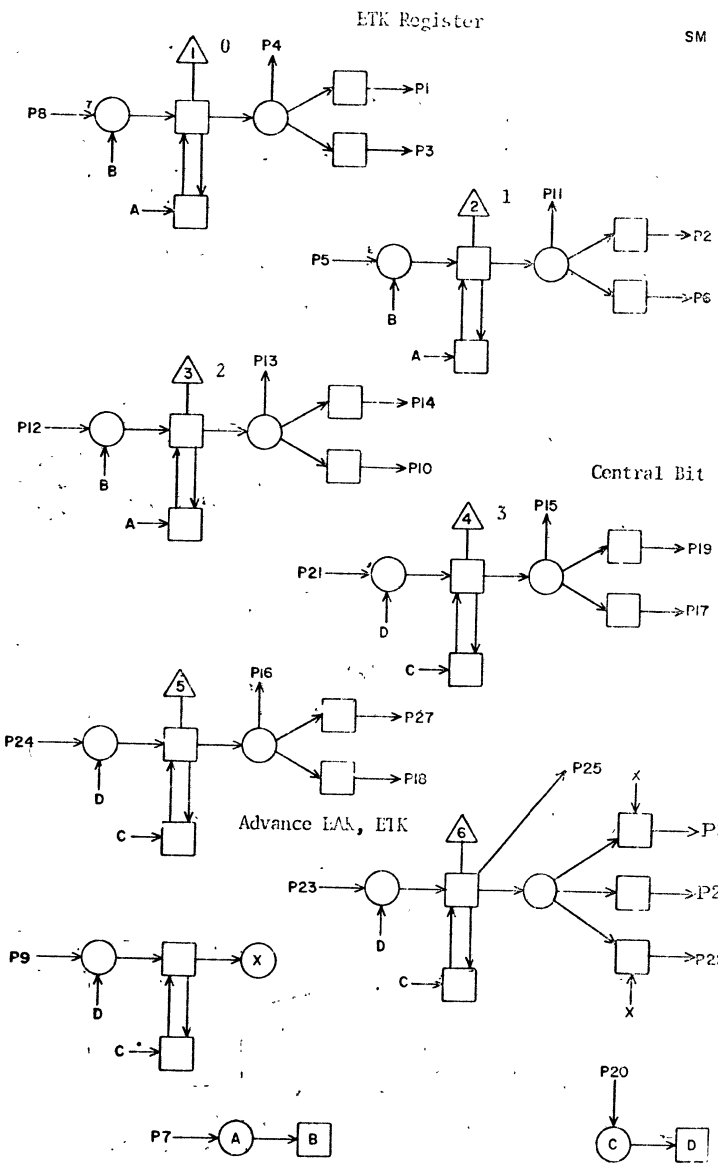 ETK Register
SM
1 0 P4
P8 P1
B P3
A
2 1 P11
P5 P2
B P6
A
3 2 P13
P12 P14
B P10
A
Central Bit
4 3 P15
P21 P19
D P17
C
5 P16
P24 P27
D P18
C
Advance EAK, ETK
6 P25 X
P23
D
C X
P9 X
D
C
P7 A B
P20
C D